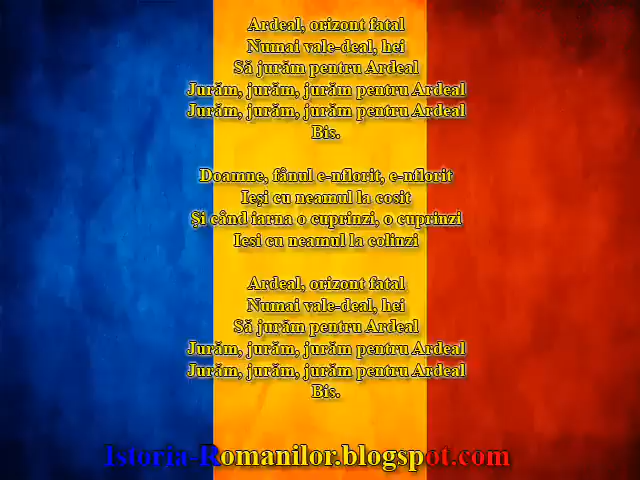 Ardeal, orizont fatal
Numai vale-deal, hei
Să jurăm pentru Ardeal
Jurăm, jurăm, jurăm pentru Ardeal
Jurăm, jurăm, jurăm pentru Ardeal
Bis.
Doamne, fânul e-nflorit, e-nflorit
Ieşi cu neamul la cosit
Şi când iarna o cuprinzi, o cuprinzi
Iesi cu neamul la colinzi
Ardeal, orizont fatal
Numai vale-deal, hei
Să jurăm pentru Ardeal
Jurăm, jurăm, jurăm pentru Ardeal
Jurăm, jurăm, jurăm pentru Ardeal
Bis.
Istoria-Romanilor.blogspot.com